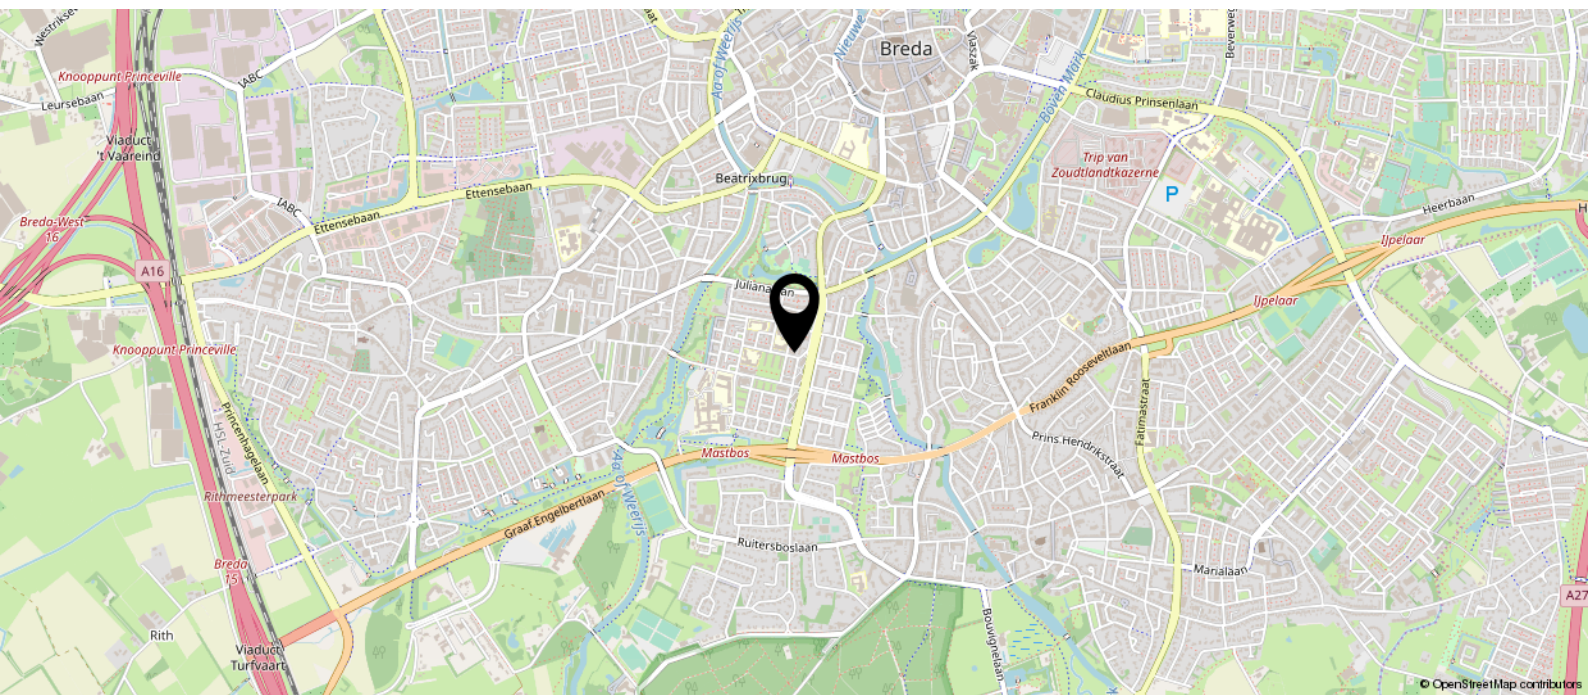 Westrikse
Aa of Weerijs
Nieuwe
Breda
Vlaszak
Beverweg
Knooppunt Princeville
IABC
Boven Mark
Leursebaan
Claudius Prinsenlaan
Viaduct
't Vaareind
Trip van
Zoudtlandtkazerne
Beatrixbrug
P
Ettensebaan
IABC
Ettensebaan
Heerbaan
Breda-West
16
IJpelaar
A16
Julianalaan
IJpelaar
Knooppunt Princeville
Franklin Rooseveltlaan
Fatimastraat
Princenhagelaan
HSL-Zuid
Prins Hendrikstraat
Mastbos
Mastbos
Aa of Weerijs
Rithmeesterpark
Graaf Engelbertlaan
Ruitersboslaan
Breda
15
Marialaan
A27
Rith
Bouvignelaan
Viaduct
Turfvaart
© OpenStreetMap contributors